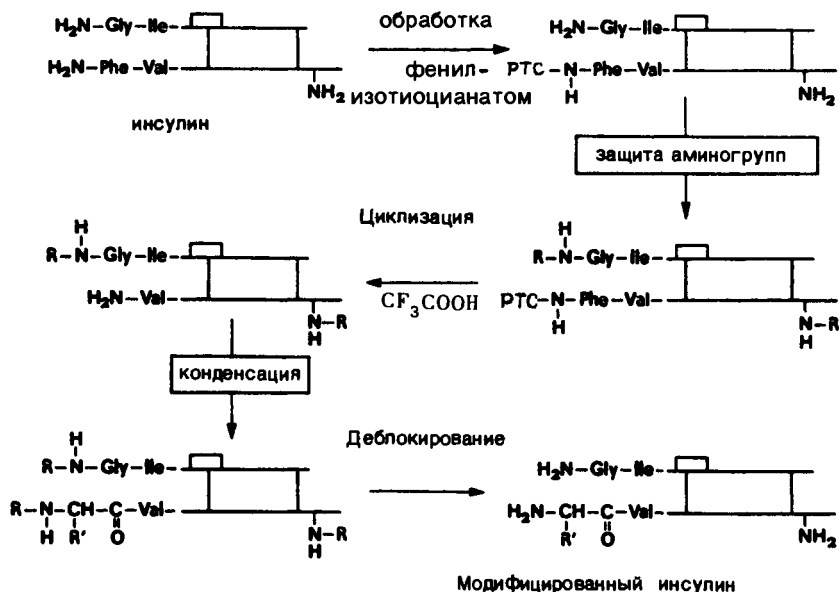 H₂N–Gly–Ile–
H₂N–Phe–Val–
NH₂
инсулин
обработка
фенил-
изотиоцианатом
H₂N–Gly–Ile–
PTC–N–Phe–Val–
H
NH₂
защита аминогрупп
H
R–N–Gly–Ile–
PTC–N–Phe–Val–
H
N–R
H
Циклизация
CF₃COOH
H
R–N–Gly–Ile–
H₂N–Val–
N–R
H
конденсация
H
R–N–Gly–Ile–
R–N–CH–C–Val–
H R' O
N–R
H
Деблокирование
H₂N–Gly–Ile–
H₂N–CH–C–Val–
R' O
NH₂
Модифицированный инсулин